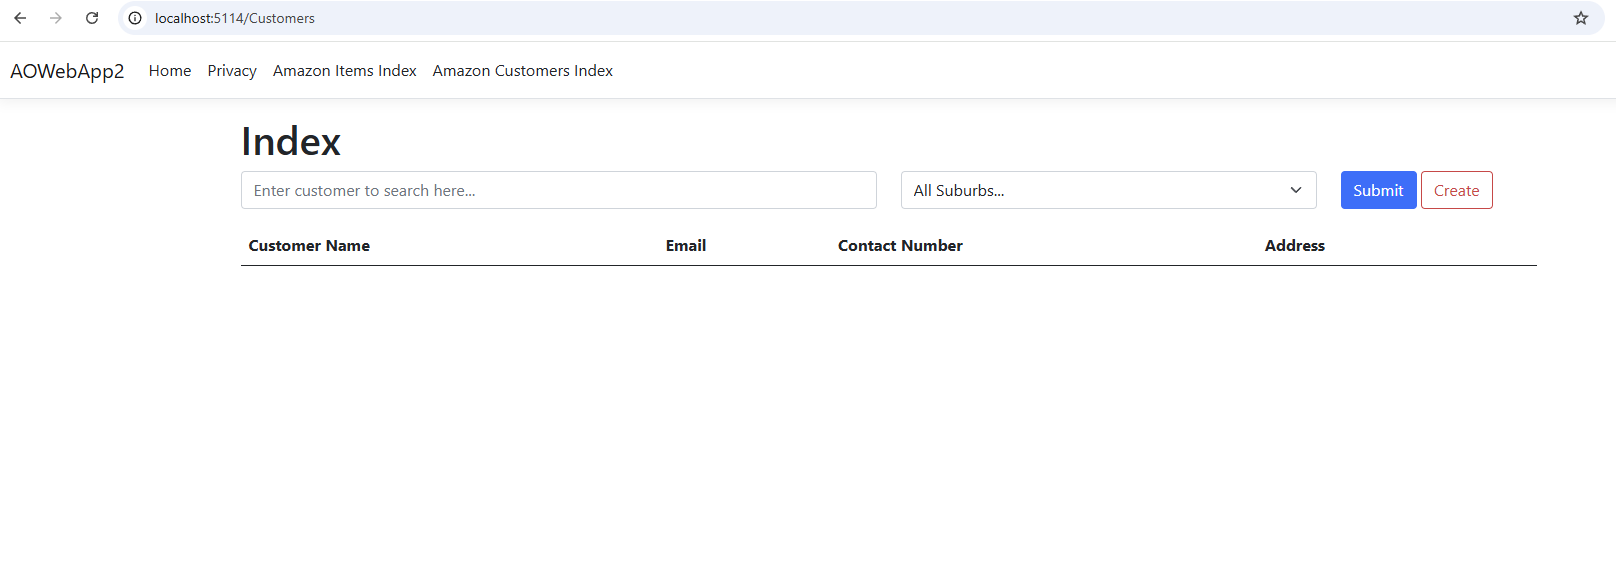 localhost:5114/Customers
AOWebApp2 Home Privacy Amazon Items Index Amazon Customers Index
Index
Enter customer to search here... All Suburbs... Submit Create
Customer Name Email Contact Number Address